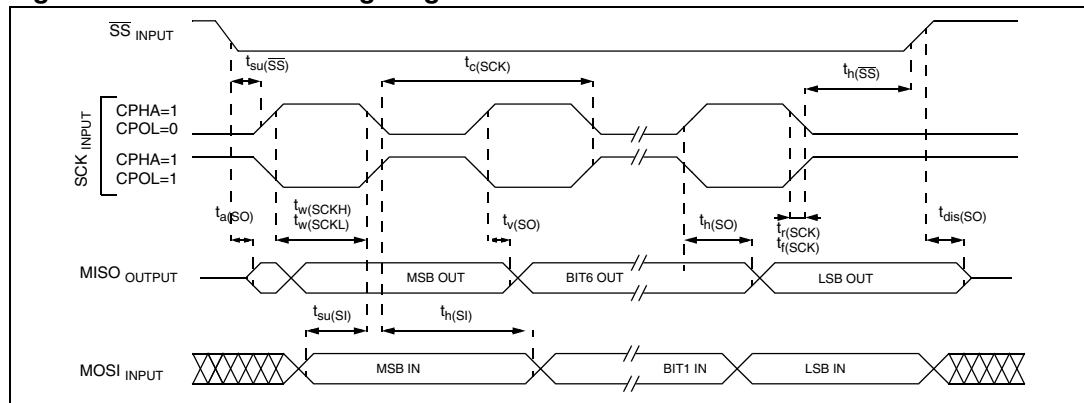 SS INPUT
tsu(SS)
tc(SCK)
th(SS)
SCK INPUT
CPHA=1
CPOL=0
CPHA=1
CPOL=1
ta(SO)
tw(SCKH)
tw(SCKL)
tv(SO)
th(SO)
tr(SCK)
tf(SCK)
tdis(SO)
MISO OUTPUT
MSB OUT
BIT6 OUT
LSB OUT
tsu(SI)
th(SI)
MOSI INPUT
MSB IN
BIT1 IN
LSB IN